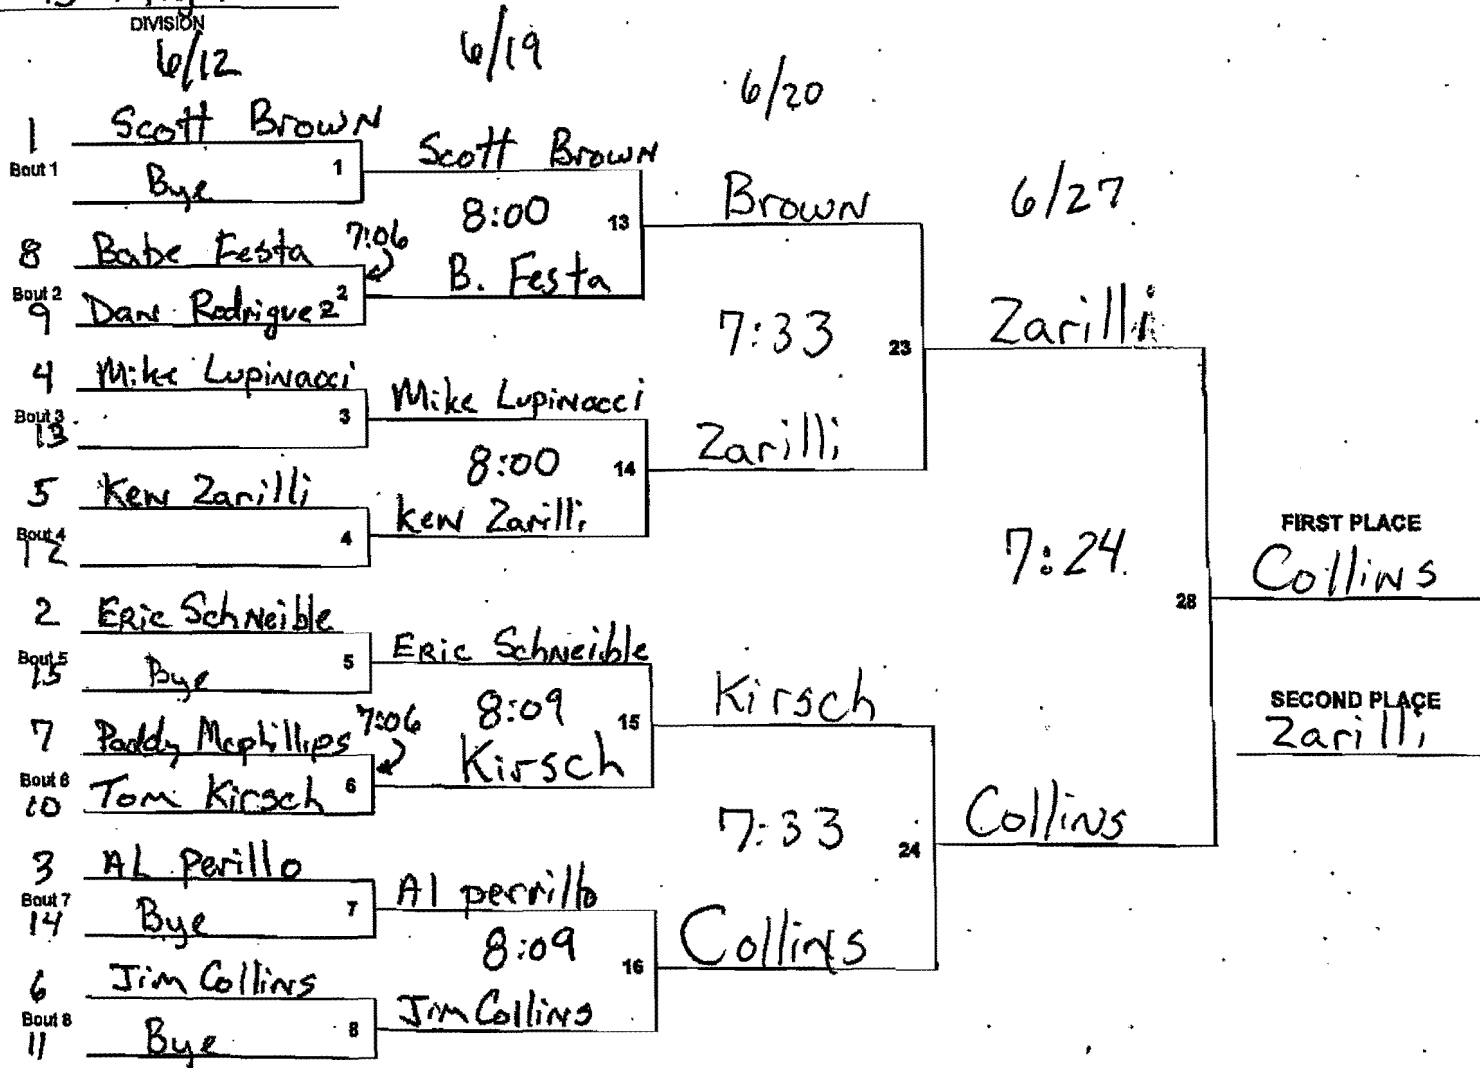 DIVISION
6/12
6/19
6/20
6/27
1 Scott Brown
Bout 1
Bye
1
Scott Brown
8:00
13
Brown
8 Babe Festa
7:06
Bout 2
2
9 Dan Rodriguez
B. Festa
7:33
23
Zarilli
4 Mike Lupinacci
Bout 3
13
3
Mike Lupinacci
8:00
14
Zarilli
5 Ken Zarilli
Bout 4
12
4
Ken Zarilli
7:24
28
FIRST PLACE
Collins
SECOND PLACE
Zarilli
2 Eric Schneible
Bout 5
15 Bye
5
Eric Schneible
8:09
15
Kirsch
7 Paddy Mcphillips
7:06
Bout 6
6
10 Tom Kirsch
Kirsch
7:33
24
Collins
3 AL Perillo
Bout 7
14 Bye
7
Al perrillo
8:09
16
Collins
6 Jim Collins
Bout 8
11 Bye
8
Jim Collins